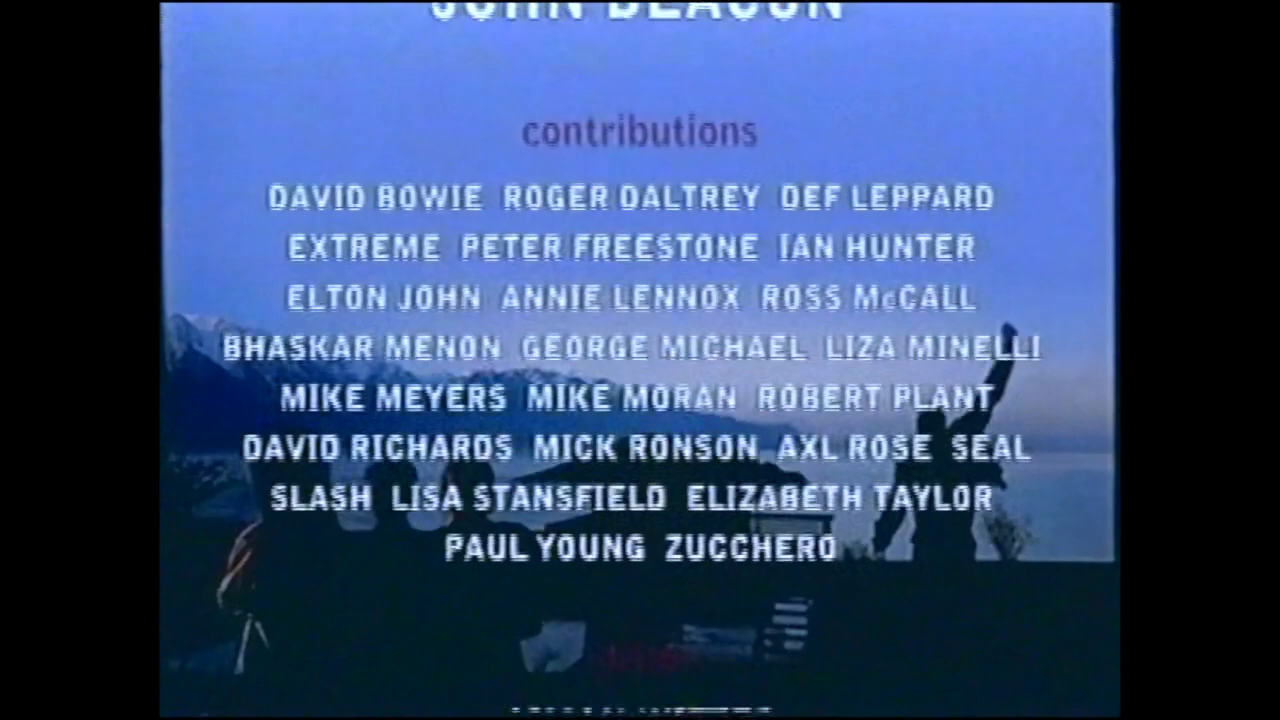 JOHN DEACON
contributions
DAVID BOWIE ROGER DALTREY DEF LEPPARD
EXTREME PETER FREESTONE IAN HUNTER
ELTON JOHN ANNIE LENNOX ROSS McCALL
BHASKAR MENON GEORGE MICHAEL LIZA MINELLI
MIKE MEYERS MIKE MORAN ROBERT PLANT
DAVID RICHARDS MICK RONSON AXL ROSE SEAL
SLASH LISA STANSFIELD ELIZABETH TAYLOR
PAUL YOUNG ZUCCHERO